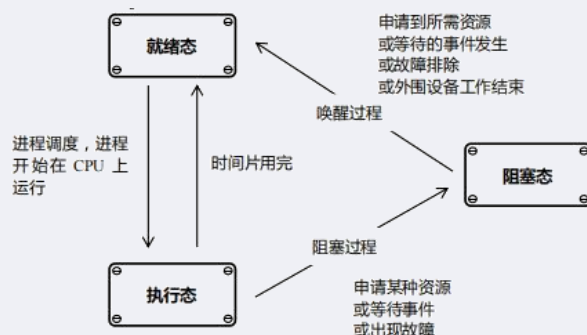 就绪态
申请到所需资源
或等待的事件发生
或故障排除
或外围设备工作结束
唤醒过程
进程调度，进程
开始在 CPU 上
运行
时间片用完
阻塞态
阻塞过程
执行态
申请某种资源
或等待事件
或出现故障